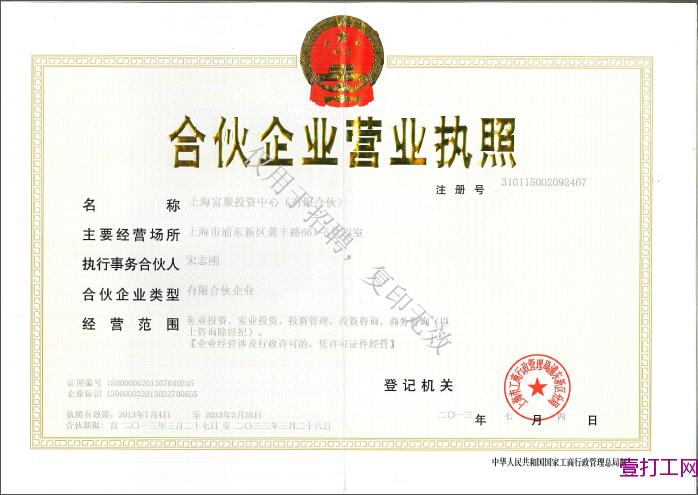 合伙企业营业执照
注册号 310115002092467
名称 上海富聚投资中心（有限合伙）
主要经营场所 上海市浦东新区龚丰路661 室
执行事务合伙人 宋志刚
合伙企业类型 有限合伙企业
经营范围 创业投资，实业投资，投资管理，投资咨询、商务咨询（以
上咨询除经纪）。
【企业经营涉及行政许可的，凭许可证件经营】
仅用于招聘，复印无效
证照编号 15000000201307040245
企业标识 15000003201302700655
登记机关
上海市工商行政管理局浦东新区分局
执照有效期: 2013年7月4日 至 2033年3月26日
合伙期限: 自 二〇一三年三月二十七日 至 二〇三三年三月二十六日
二〇一三 年 七 月 四 日
中华人民共和国国家工商行政管理总局制
壹打工网